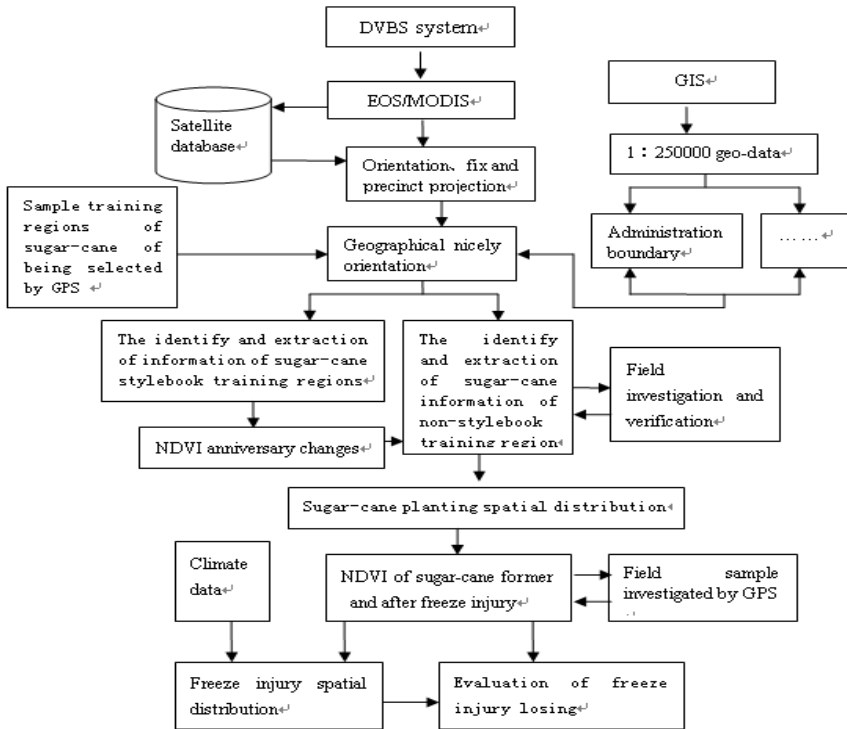 DVBS system
EOS/MODIS
GIS
Satellite
database
1：250000 geo-data
Orientation、fix and
precinct projection
Sample training
regions of
sugar-cane of
being selected
by GPS
Geographical nicely
orientation
Administration
boundary
……
The identify and extraction
of information of sugar-cane
stylebook training regions
The identify
and extraction
of sugar-cane
information of
non-stylebook
training region
Field
investigation and
verification
NDVI anniversary changes
Sugar-cane planting spatial distribution
Climate
data
NDVI of sugar-cane former
and after freeze injury
Field sample
investigated by GPS
Freeze injury spatial
distribution
Evaluation of freeze
injury losing